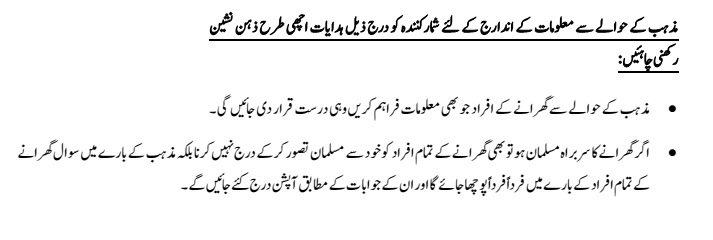 مذہب کے حوالے سے معلومات کے اندارج کے لئے شمارکنندہ کو درج ذیل ہدایات اچھی طرح ذہن نشین
رکھنی چاہئیں:
• مذہب کے حوالے سے گھرانے کے افراد جو بھی معلومات فراہم کریں وہی درست قرار دی جائیں گی۔
• اگر گھرانے کا سربراہ مسلمان ہو تو بھی گھرانے کے تمام افراد کو خود سے مسلمان تصور کر کے درج نہیں کرنا بلکہ مذہب کے بارے میں سوال گھرانے
کے تمام افراد کے بارے میں فرداً فرداً پوچھا جائے گا اور ان کے جوابات کے مطابق آپشن درج کئے جائیں گے۔